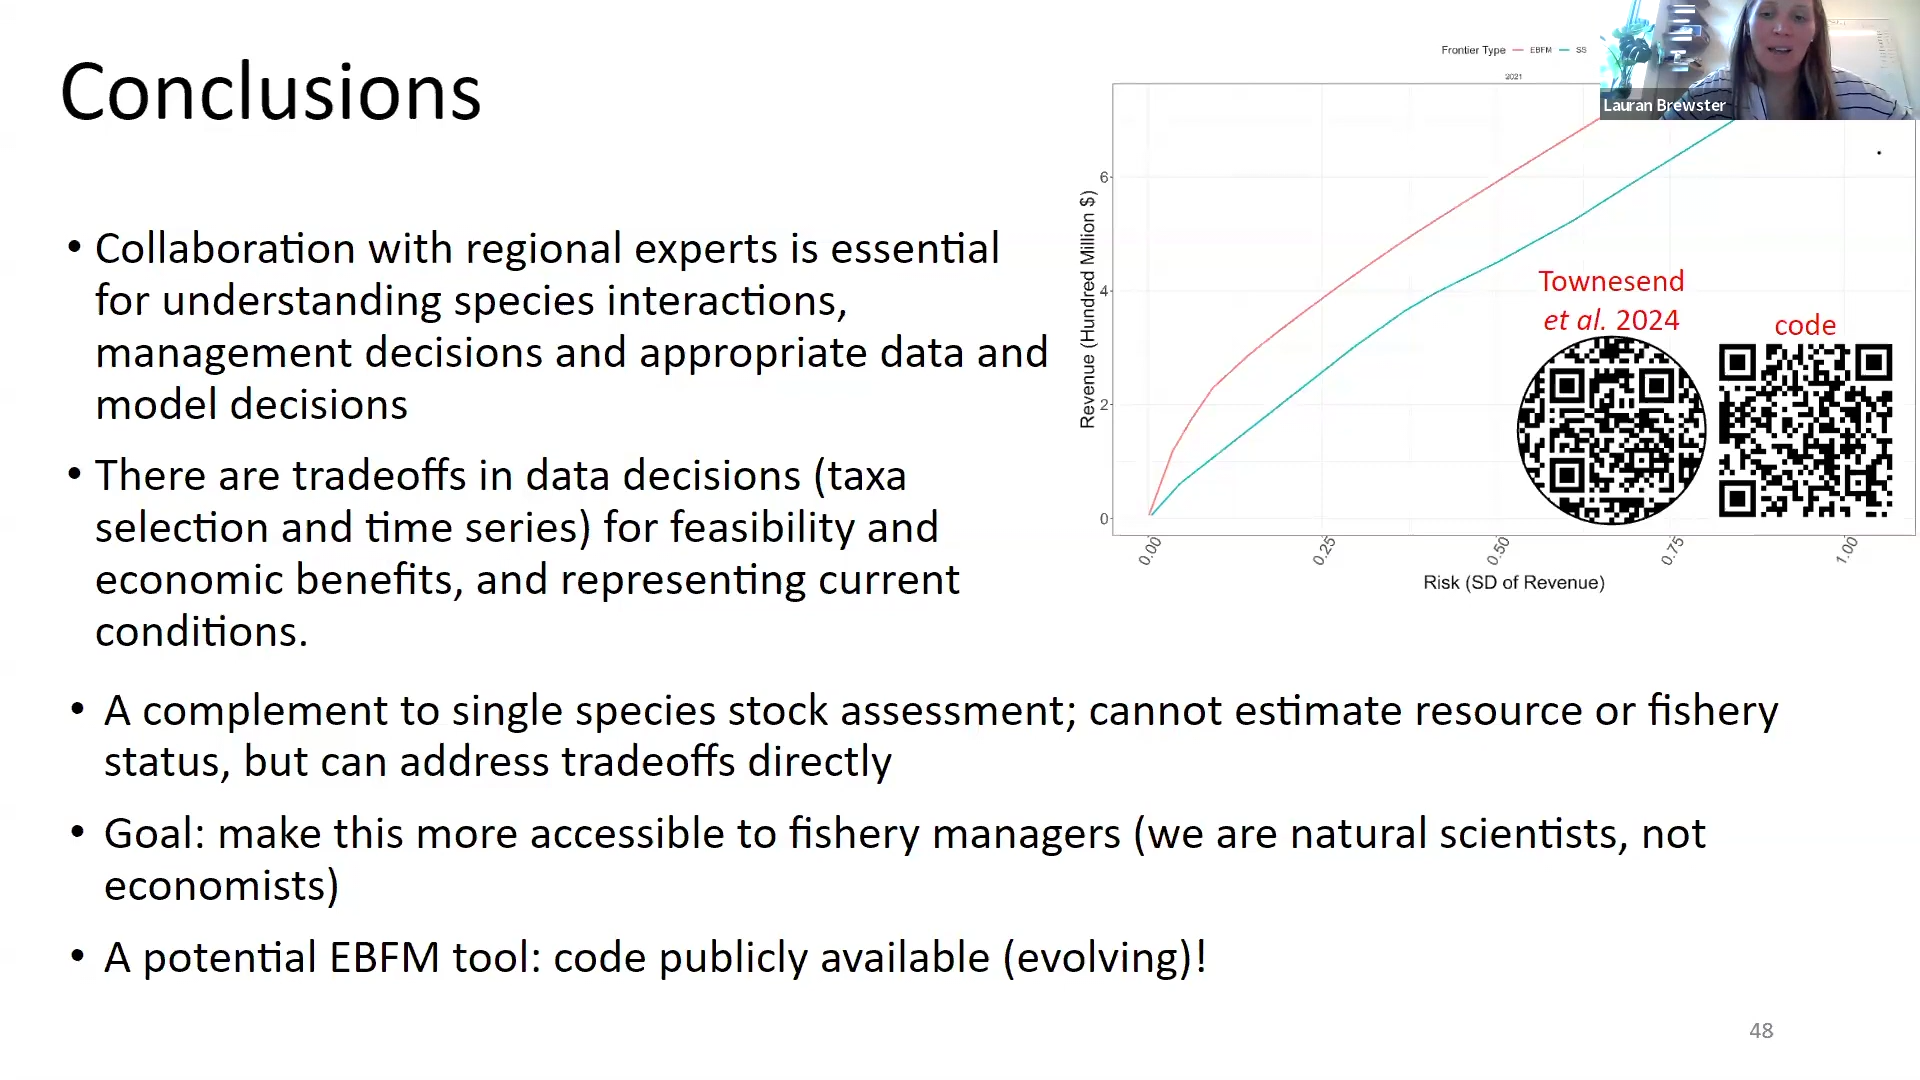 Conclusions
• Collaboration with regional experts is essential
for understanding species interactions,
management decisions and appropriate data and
model decisions
• There are tradeoffs in data decisions (taxa
selection and time series) for feasibility and
economic benefits, and representing current
conditions.
• A complement to single species stock assessment; cannot estimate resource or fishery
status, but can address tradeoffs directly
• Goal: make this more accessible to fishery managers (we are natural scientists, not
economists)
• A potential EBFM tool: code publicly available (evolving)!
Frontier Type EBFM SS
2021
Lauran Brewster
Revenue (Hundred Million $)
6
4
2
0
Townesend
et al. 2024
code
0.00 0.25 0.50 0.75 1.00
Risk (SD of Revenue)
48